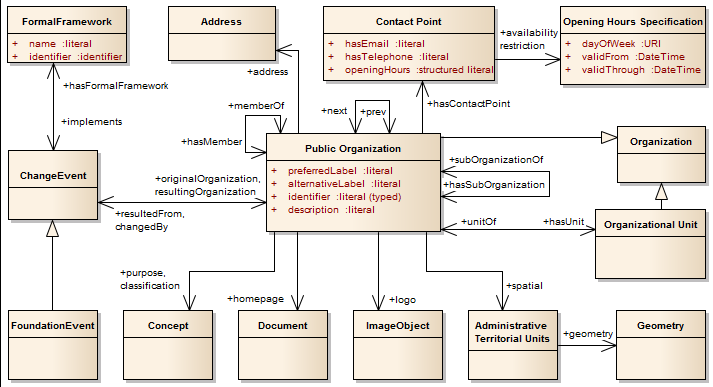 FormalFramework
+ name :literal
+ identifier :identifier
Address
Contact Point
+ hasEmail :literal
+ hasTelephone :literal
+ openingHours :structured literal
+availability
restriction
Opening Hours Specification
+ dayOfWeek :URI
+ validFrom :DateTime
+ validThrough :DateTime
+hasFormalFramework
+implements
+address
+memberOf
+hasMember
+next
+prev
+hasContactPoint
ChangeEvent
+originalOrganization,
resultingOrganization
+resultedFrom,
changedBy
Public Organization
+ preferredLabel :literal
+ alternativeLabel :literal
+ identifier :literal (typed)
+ description :literal
+subOrganizationOf
+hasSubOrganization
+unitOf
+hasUnit
Organization
Organizational Unit
+purpose,
classification
+homepage
+logo
+spatial
FoundationEvent
Concept
Document
ImageObject
Administrative
Territorial Units
+geometry
Geometry